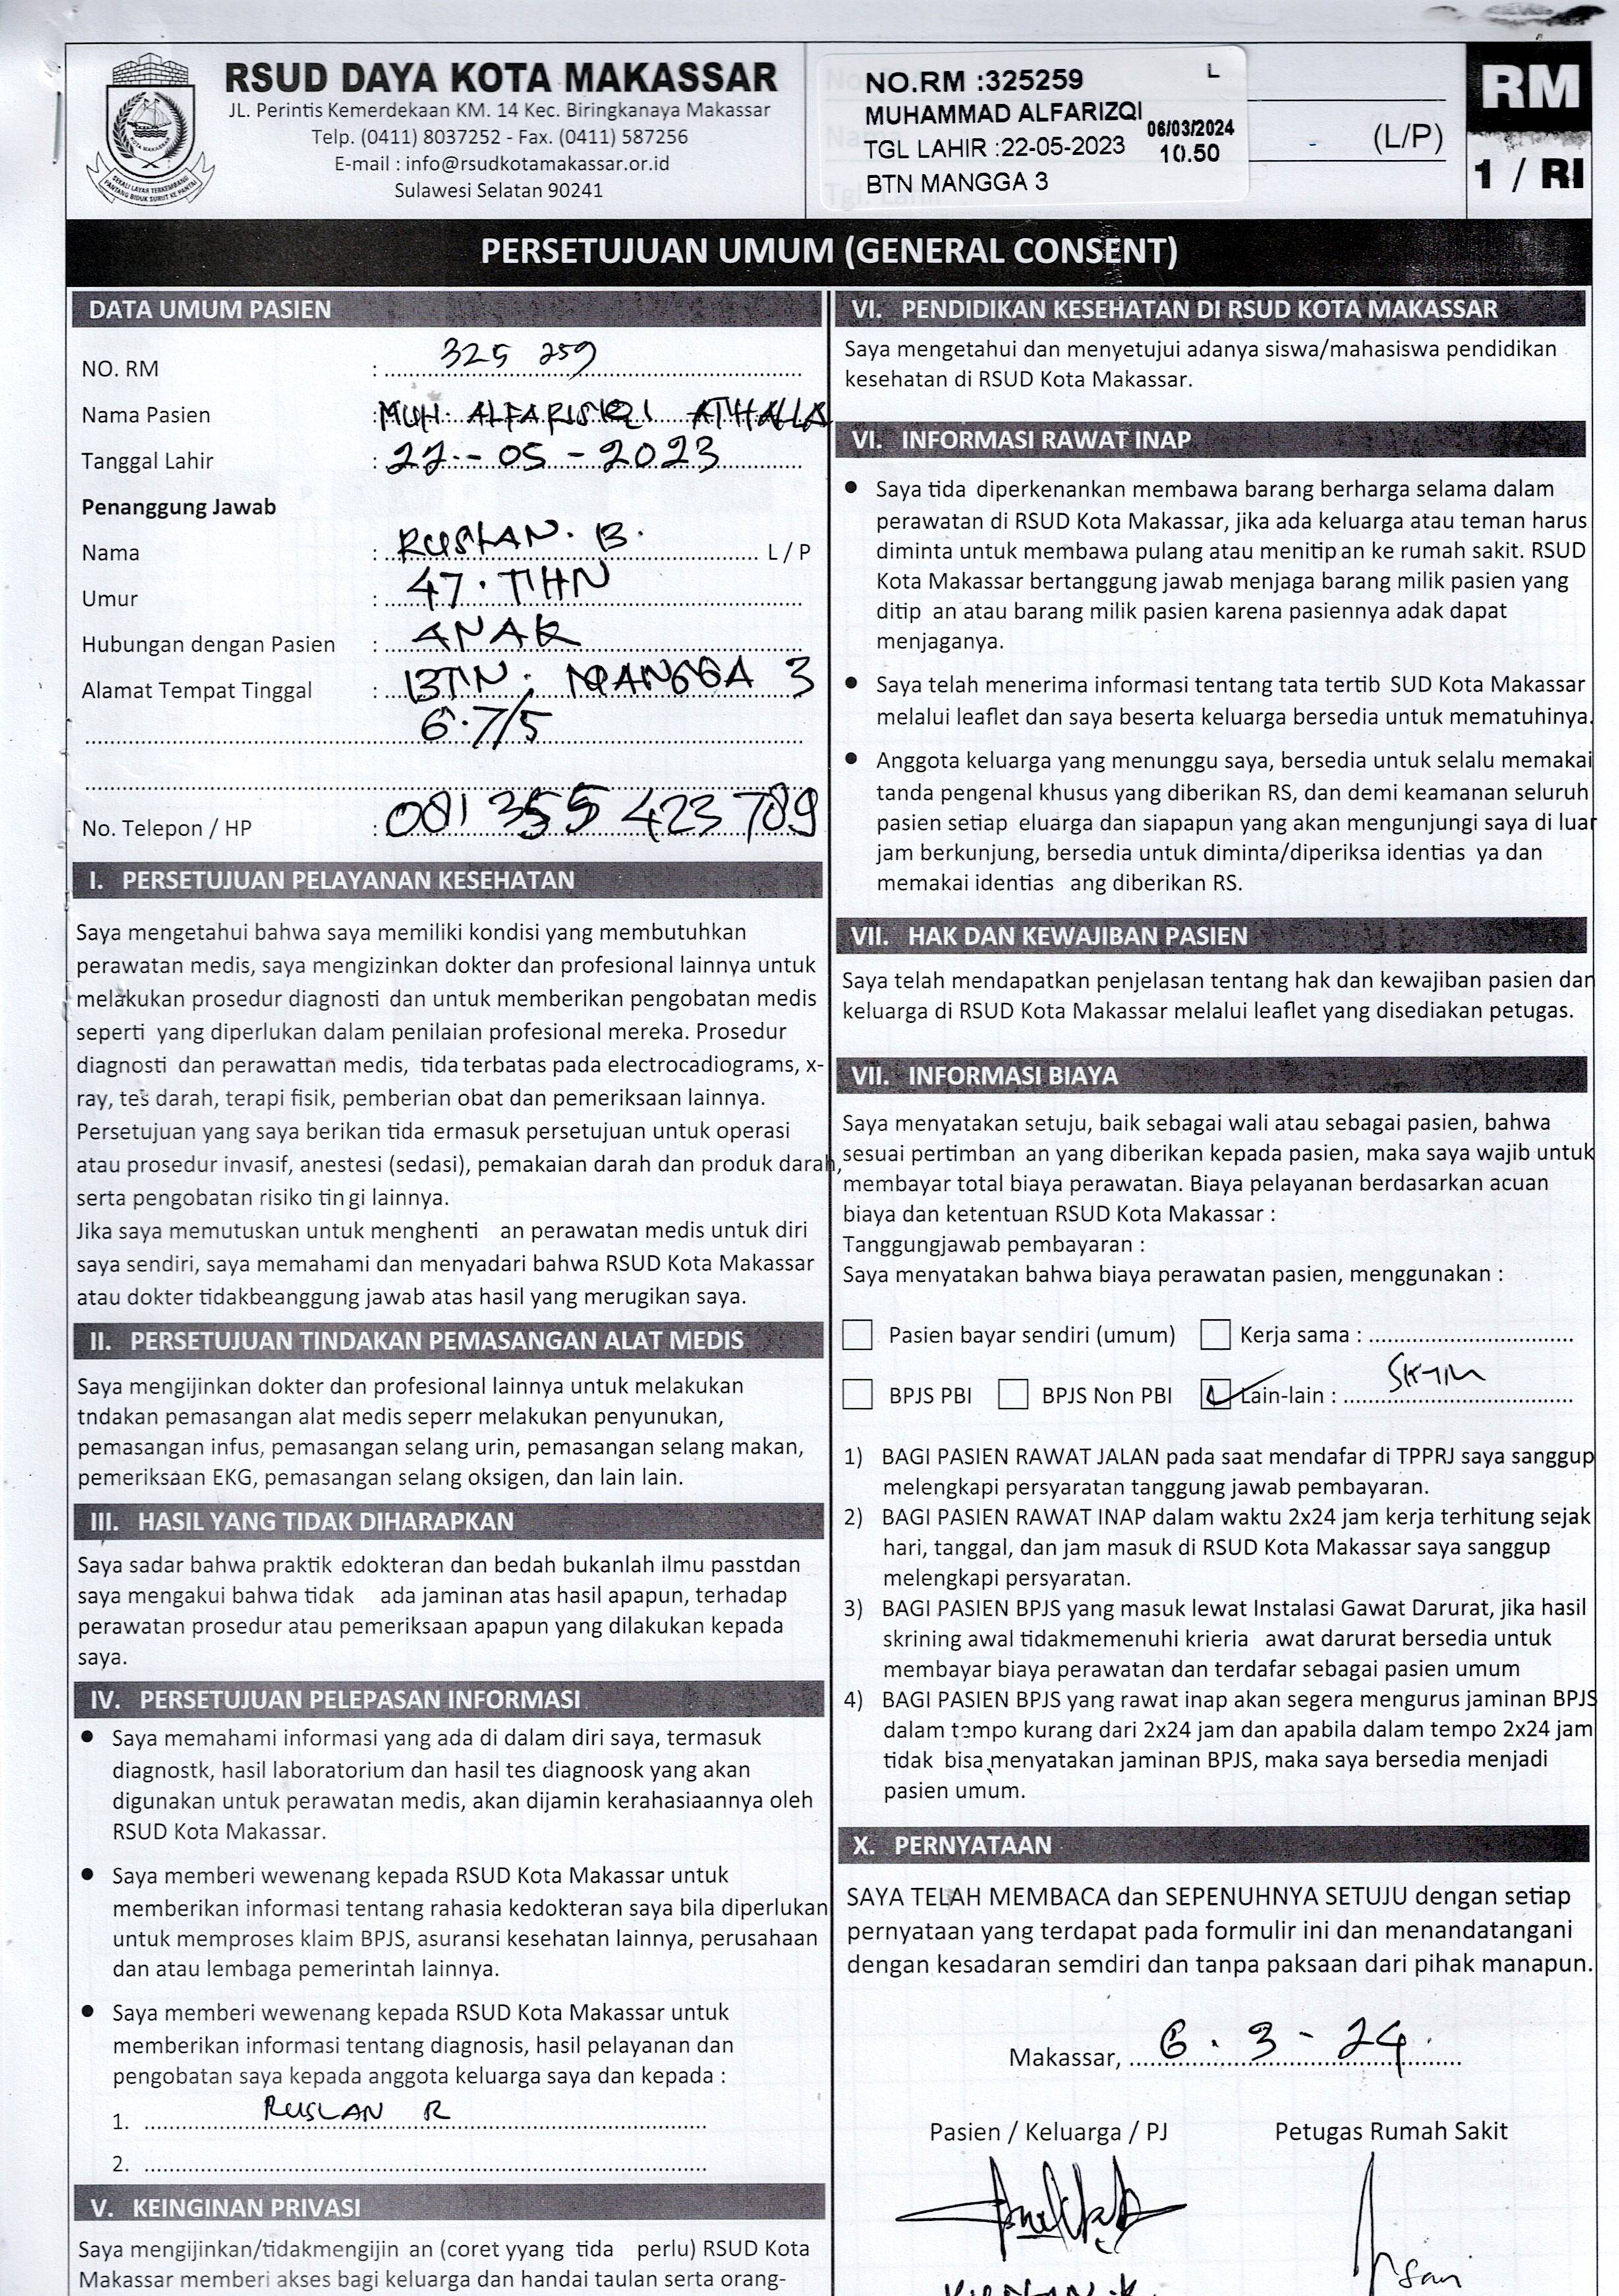 RSUD DAYA KOTA MAKASSAR
JL. Perintis Kemerdekaan KM. 14 Kec. Biringkanaya Makassar
Telp. (0411) 8037252 - Fax. (0411) 587256
E-mail : info@rsudkotamakassar.or.id
Sulawesi Selatan 90241
NO.RM :325259 L
MUHAMMAD ALFARIZQI
TGL LAHIR :22-05-2023
06/03/2024
10.50
BTN MANGGA 3
(L/P)
RM
1 / RI
PERSETUJUAN UMUM (GENERAL CONSENT)
DATA UMUM PASIEN
NO. RM : 325 259
Nama Pasien : MUH. ALFARISQI ATHALLA
Tanggal Lahir : 22 - 05 - 2023
Penanggung Jawab
Nama : RUSLAN. B. L / P
Umur : 47. THN
Hubungan dengan Pasien : ANAK
Alamat Tempat Tinggal : BTN. MANGGA 3
6.7/5
No. Telepon / HP : 081 355 423 789
I. PERSETUJUAN PELAYANAN KESEHATAN
Saya mengetahui bahwa saya memiliki kondisi yang membutuhkan
perawatan medis, saya mengizinkan dokter dan profesional lainnya untuk
melakukan prosedur diagnosti dan untuk memberikan pengobatan medis
seperti yang diperlukan dalam penilaian profesional mereka. Prosedur
diagnosti dan perawattan medis, tida terbatas pada electrocadiograms, x-
ray, tes darah, terapi fisik, pemberian obat dan pemeriksaan lainnya.
Persetujuan yang saya berikan tida ermasuk persetujuan untuk operasi
atau prosedur invasif, anestesi (sedasi), pemakaian darah dan produk darah,
serta pengobatan risiko tin gi lainnya.
Jika saya memutuskan untuk menghenti an perawatan medis untuk diri
saya sendiri, saya memahami dan menyadari bahwa RSUD Kota Makassar
atau dokter tidakbeanggung jawab atas hasil yang merugikan saya.
II. PERSETUJUAN TINDAKAN PEMASANGAN ALAT MEDIS
Saya mengijinkan dokter dan profesional lainnya untuk melakukan
tndakan pemasangan alat medis seperr melakukan penyunukan,
pemasangan infus, pemasangan selang urin, pemasangan selang makan,
pemeriksaan EKG, pemasangan selang oksigen, dan lain lain.
III. HASIL YANG TIDAK DIHARAPKAN
Saya sadar bahwa praktik edokteran dan bedah bukanlah ilmu passtdan
saya mengakui bahwa tidak ada jaminan atas hasil apapun, terhadap
perawatan prosedur atau pemeriksaan apapun yang dilakukan kepada
saya.
IV. PERSETUJUAN PELEPASAN INFORMASI
• Saya memahami informasi yang ada di dalam diri saya, termasuk
diagnostk, hasil laboratorium dan hasil tes diagnoosk yang akan
digunakan untuk perawatan medis, akan dijamin kerahasiaannya oleh
RSUD Kota Makassar.
• Saya memberi wewenang kepada RSUD Kota Makassar untuk
memberikan informasi tentang rahasia kedokteran saya bila diperlukan
untuk memproses klaim BPJS, asuransi kesehatan lainnya, perusahaan
dan atau lembaga pemerintah lainnya.
• Saya memberi wewenang kepada RSUD Kota Makassar untuk
memberikan informasi tentang diagnosis, hasil pelayanan dan
pengobatan saya kepada anggota keluarga saya dan kepada :
1. RUSLAN R
2.
V. KEINGINAN PRIVASI
Saya mengijinkan/tidakmengijin an (coret yyang tida perlu) RSUD Kota
Makassar memberi akses bagi keluarga dan handai taulan serta orang-
VI. PENDIDIKAN KESEHATAN DI RSUD KOTA MAKASSAR
Saya mengetahui dan menyetujui adanya siswa/mahasiswa pendidikan
kesehatan di RSUD Kota Makassar.
VI. INFORMASI RAWAT INAP
• Saya tida diperkenankan membawa barang berharga selama dalam
perawatan di RSUD Kota Makassar, jika ada keluarga atau teman harus
diminta untuk membawa pulang atau menitip an ke rumah sakit. RSUD
Kota Makassar bertanggung jawab menjaga barang milik pasien yang
ditip an atau barang milik pasien karena pasiennya adak dapat
menjaganya.
• Saya telah menerima informasi tentang tata tertib SUD Kota Makassar
melalui leaflet dan saya beserta keluarga bersedia untuk mematuhinya.
• Anggota keluarga yang menunggu saya, bersedia untuk selalu memakai
tanda pengenal khusus yang diberikan RS, dan demi keamanan seluruh
pasien setiap eluarga dan siapapun yang akan mengunjungi saya di luar
jam berkunjung, bersedia untuk diminta/diperiksa identias ya dan
memakai identias ang diberikan RS.
VII. HAK DAN KEWAJIBAN PASIEN
Saya telah mendapatkan penjelasan tentang hak dan kewajiban pasien dan
keluarga di RSUD Kota Makassar melalui leaflet yang disediakan petugas.
VII. INFORMASI BIAYA
Saya menyatakan setuju, baik sebagai wali atau sebagai pasien, bahwa
sesuai pertimban an yang diberikan kepada pasien, maka saya wajib untuk
membayar total biaya perawatan. Biaya pelayanan berdasarkan acuan
biaya dan ketentuan RSUD Kota Makassar :
Tanggungjawab pembayaran :
Saya menyatakan bahwa biaya perawatan pasien, menggunakan :
Pasien bayar sendiri (umum) Kerja sama :
BPJS PBI BPJS Non PBI Lain-lain : SKTM
1) BAGI PASIEN RAWAT JALAN pada saat mendafar di TPPRJ saya sanggup
melengkapi persyaratan tanggung jawab pembayaran.
2) BAGI PASIEN RAWAT INAP dalam waktu 2x24 jam kerja terhitung sejak
hari, tanggal, dan jam masuk di RSUD Kota Makassar saya sanggup
melengkapi persyaratan.
3) BAGI PASIEN BPJS yang masuk lewat Instalasi Gawat Darurat, jika hasil
skrining awal tidakmemenuhi krieria awat darurat bersedia untuk
membayar biaya perawatan dan terdafar sebagai pasien umum
4) BAGI PASIEN BPJS yang rawat inap akan segera mengurus jaminan BPJS
dalam tempo kurang dari 2x24 jam dan apabila dalam tempo 2x24 jam
tidak bisa menyatakan jaminan BPJS, maka saya bersedia menjadi
pasien umum.
X. PERNYATAAN
SAYA TELAH MEMBACA dan SEPENUHNYA SETUJU dengan setiap
pernyataan yang terdapat pada formulir ini dan menandatangani
dengan kesadaran semdiri dan tanpa paksaan dari pihak manapun.
Makassar, 6 . 3 - 24.
Pasien / Keluarga / PJ Petugas Rumah Sakit